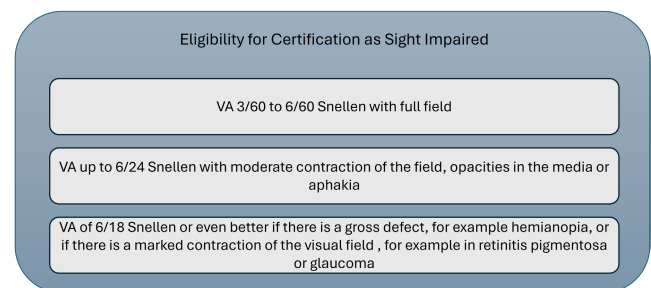 Eligibility for Certification as Sight Impaired
VA 3/60 to 6/60 Snellen with full field
VA up to 6/24 Snellen with moderate contraction of the field, opacities in the media or
aphakia
VA of 6/18 Snellen or even better if there is a gross defect, for example hemianopia, or
if there is a marked contraction of the visual field , for example in retinitis pigmentosa
or glaucoma